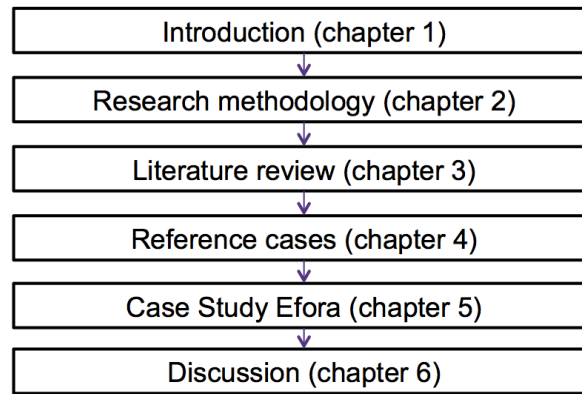 Introduction (chapter 1)
Research methodology (chapter 2)
Literature review (chapter 3)
Reference cases (chapter 4)
Case Study Efora (chapter 5)
Discussion (chapter 6)